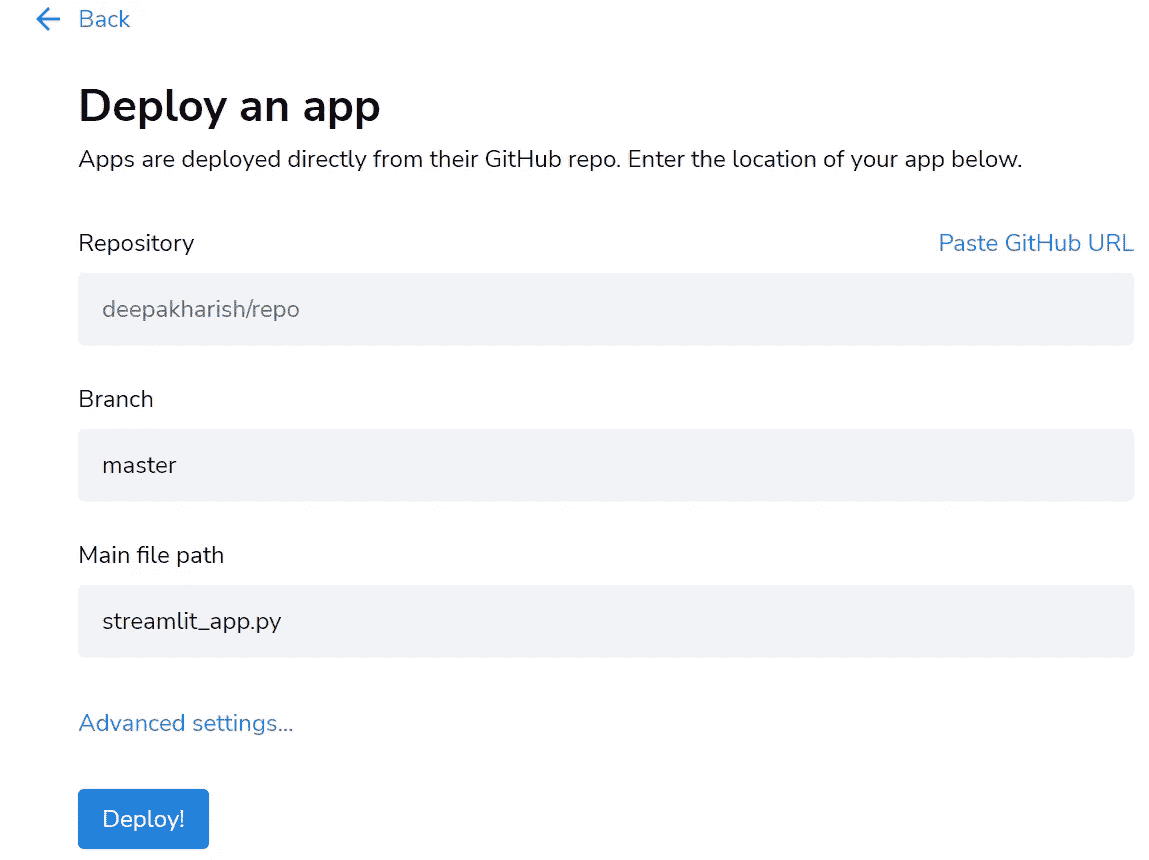 Back
Deploy an app
Apps are deployed directly from their GitHub repo. Enter the location of your app below.
Repository
Paste GitHub URL
deepakharish/repo
Branch
master
Main file path
streamlit_app.py
Advanced settings...
Deploy!